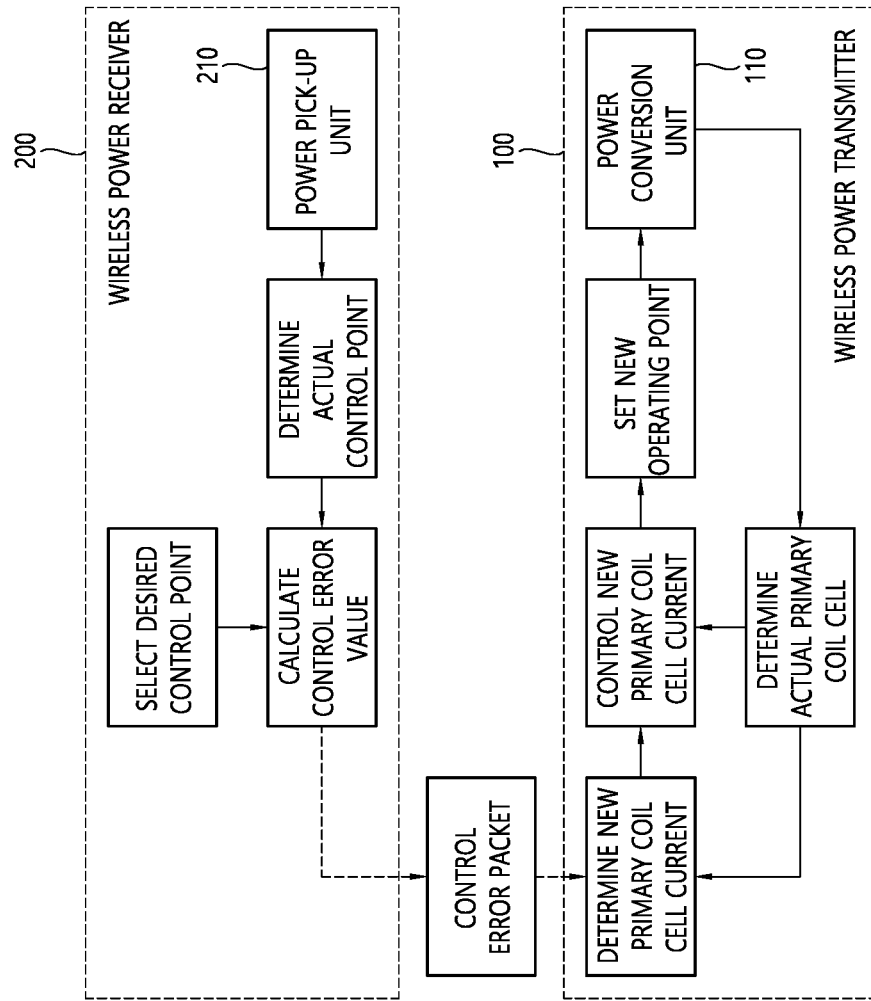 200
WIRELESS POWER RECEIVER
SELECT DESIRED
CONTROL POINT
CALCULATE
CONTROL ERROR
VALUE
DETERMINE
ACTUAL
CONTROL POINT
210
POWER PICK-UP
UNIT
CONTROL
ERROR PACKET
100
DETERMINE NEW
PRIMARY COIL
CELL CURRENT
CONTROL NEW
PRIMARY COIL
CELL CURRENT
SET NEW
OPERATING POINT
POWER
CONVERSION
UNIT
110
DETERMINE
ACTUAL PRIMARY
COIL CELL
WIRELESS POWER TRANSMITTER